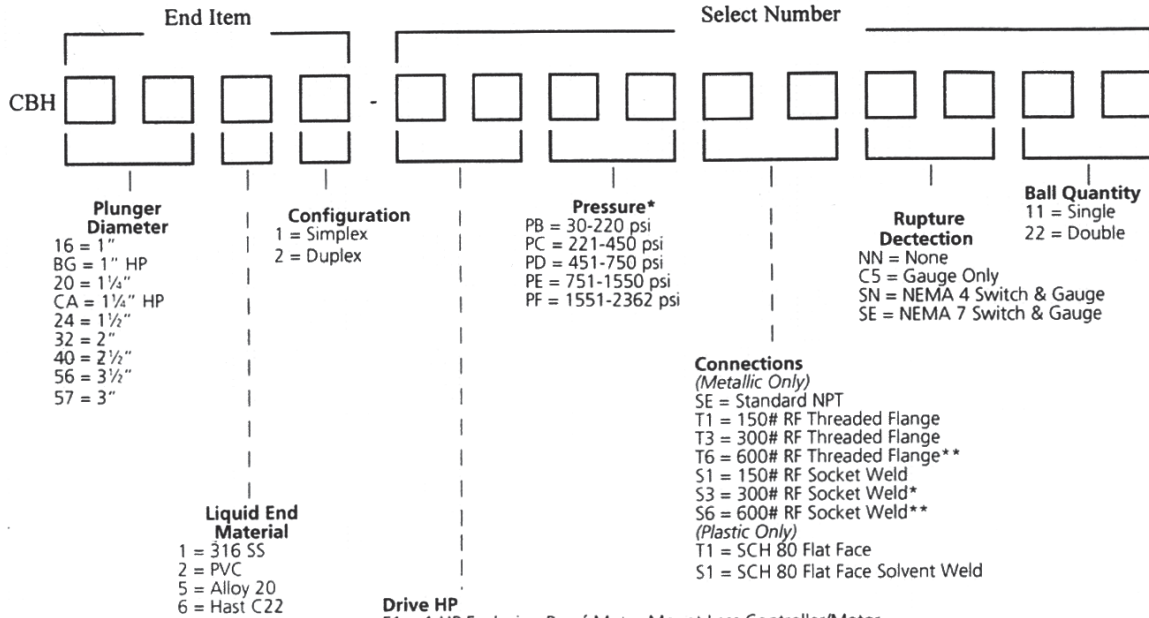 End Item
Select Number
CBH
-
Plunger
Diameter
16 = 1"
BG = 1" HP
20 = 1¼"
CA = 1¼" HP
24 = 1½"
32 = 2"
40 = 2½"
56 = 3½"
57 = 3"
Liquid End
Material
1 = 316 SS
2 = PVC
5 = Alloy 20
6 = Hast C22
Configuration
1 = Simplex
2 = Duplex
Drive HP
Pressure*
PB = 30-220 psi
PC = 221-450 psi
PD = 451-750 psi
PE = 751-1550 psi
PF = 1551-2362 psi
Connections
(Metallic Only)
SE = Standard NPT
T1 = 150# RF Threaded Flange
T3 = 300# RF Threaded Flange
T6 = 600# RF Threaded Flange**
S1 = 150# RF Socket Weld
S3 = 300# RF Socket Weld*
S6 = 600# RF Socket Weld**
(Plastic Only)
T1 = SCH 80 Flat Face
S1 = SCH 80 Flat Face Solvent Weld
Rupture
Dectection
NN = None
C5 = Gauge Only
SN = NEMA 4 Switch & Gauge
SE = NEMA 7 Switch & Gauge
Ball Quantity
11 = Single
22 = Double